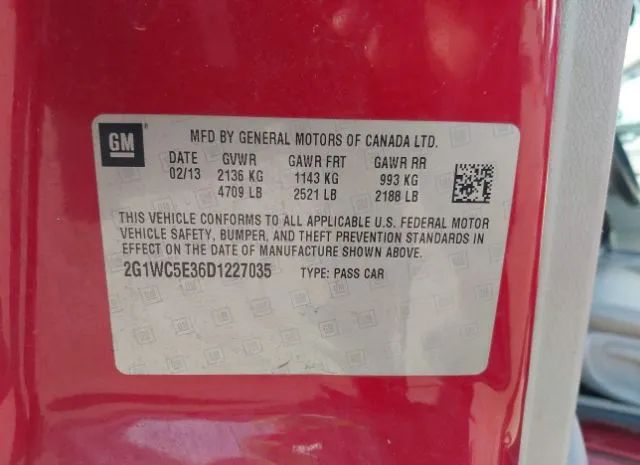 GM MFD BY GENERAL MOTORS OF CANADA LTD.
DATE GVWR GAWR FRT GAWR RR
02/13 2136 KG 1143 KG 993 KG
4709 LB 2521 LB 2188 LB
THIS VEHICLE CONFORMS TO ALL APPLICABLE U.S. FEDERAL MOTOR
VEHICLE SAFETY, BUMPER, AND THEFT PREVENTION STANDARDS IN
EFFECT ON THE DATE OF MANUFACTURE SHOWN ABOVE.
2G1WC5E36D1227035 TYPE: PASS CAR